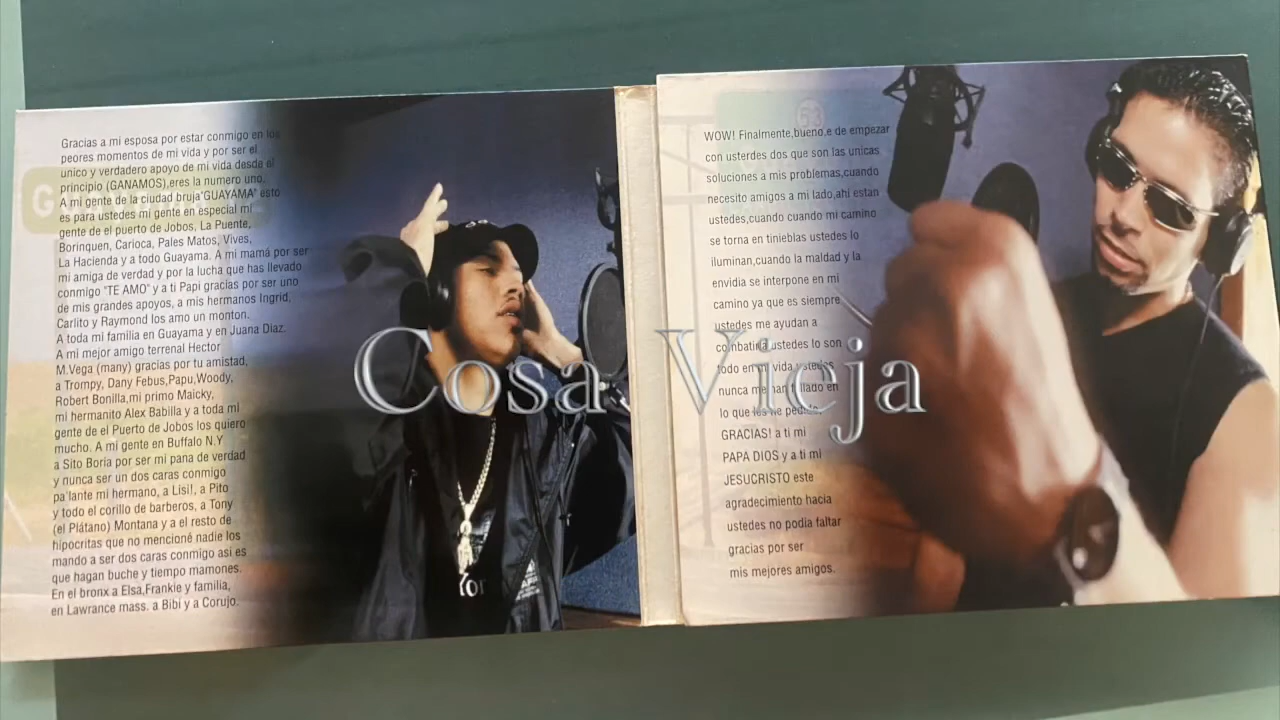 Gracias a mi esposa por estar conmigo en los
peores momentos de mi vida y por ser el
unico y verdadero apoyo de mi vida desde el
principio (GANAMOS),eres la numero uno.
A mi gente de la ciudad bruja"GUAYAMA" esto
es para ustedes mi gente en especial mi
gente de el puerto de Jobos, La Puente,
Borinquen, Carioca, Pales Matos, Vives,
La Hacienda y a todo Guayama. A mi mamá por ser
mi amiga de verdad y por la lucha que has llevado
conmigo "TE AMO" y a ti Papi gracias por ser uno
de mis grandes apoyos, a mis hermanos Ingrid,
Carlito y Raymond los amo un monton.
A toda mi familia en Guayama y en Juana Diaz.
A mi mejor amigo terrenal Hector
M.Vega (many) gracias por tu amistad,
a Trompy, Dany Febus,Papu,Woody,
Robert Bonilla,mi primo Maicky,
mi hermanito Alex Babilla y a toda mi
gente de el Puerto de Jobos los quiero
mucho. A mi gente en Buffalo N.Y
a Sito Boria por ser mi pana de verdad
y nunca ser un dos caras conmigo
pa'lante mi hermano, a Lisi!, a Pito
y todo el corillo de barberos, a Tony
(el Plátano) Montana y a el resto de
hipocritas que no mencioné nadie los
mando a ser dos caras conmigo asi es
que hagan buche y tiempo mamones.
En el bronx a Elsa,Frankie y familia,
en Lawrance mass. a Bibi y a Corujo.
G
53
WOW! Finalmente,bueno,e de empezar
con usterdes dos que son las unicas
soluciones a mis problemas,cuando
necesito amigos a mi lado,ahí estan
ustedes,cuando cuando mi camino
se torna en tinieblas ustedes lo
iluminan,cuando la maldad y la
envidia se interpone en mi
camino ya que es siempre
ustedes me ayudan a
combatirla ustedes lo son
todo en mi vida ustedes
nunca me han fallado en
lo que les he pedido,
GRACIAS! a ti mi
PAPA DIOS y a ti mi
JESUCRISTO este
agradecimiento hacia
ustedes no podia faltar
gracias por ser
mis mejores amigos.
Cosa Vieja